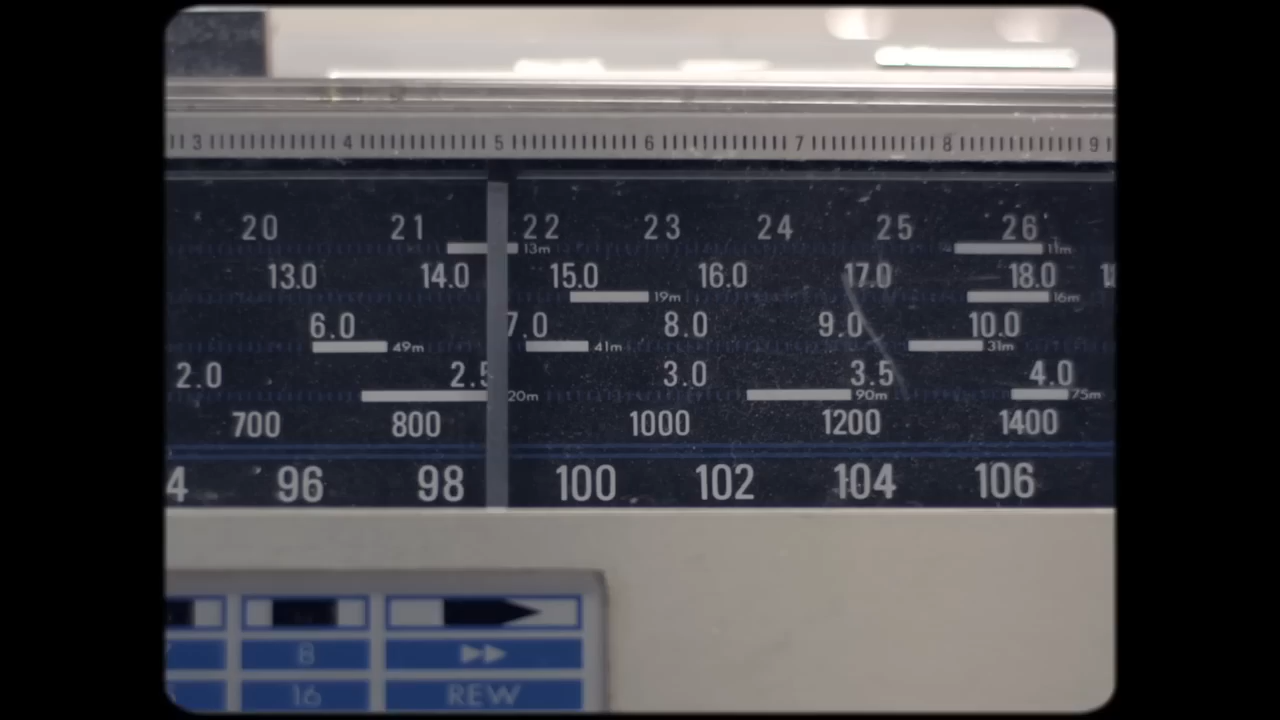 3 4 5 6 7 8 9
20 21 22 23 24 25 26
13m 11m
13.0 14.0 15.0 16.0 17.0 18.0
19m 16m
6.0 7.0 8.0 9.0 10.0
49m 41m 31m
2.0 2.5 3.0 3.5 4.0
20m 90m 75m
700 800 1000 1200 1400
4 96 98 100 102 104 106
8
16 REW